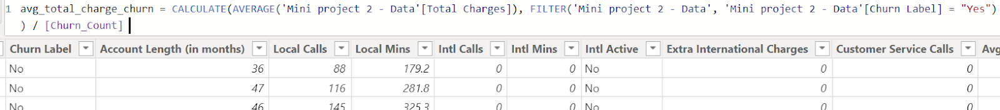 1 avg_total_charge_churn = CALCULATE(AVERAGE('Mini project 2 - Data'[Total Charges]), FILTER('Mini project 2 - Data', 'Mini project 2 - Data'[Churn Label] = "Yes")
) / [Churn_Count]
Churn Label Account Length (in months) Local Calls Local Mins Intl Calls Intl Mins Intl Active Extra International Charges Customer Service Calls Avg
No 36 88 179.2 0 0 No 0 0
No 47 116 281.8 0 0 No 0 0
No 46 145 325.3 0 0 No 0 0